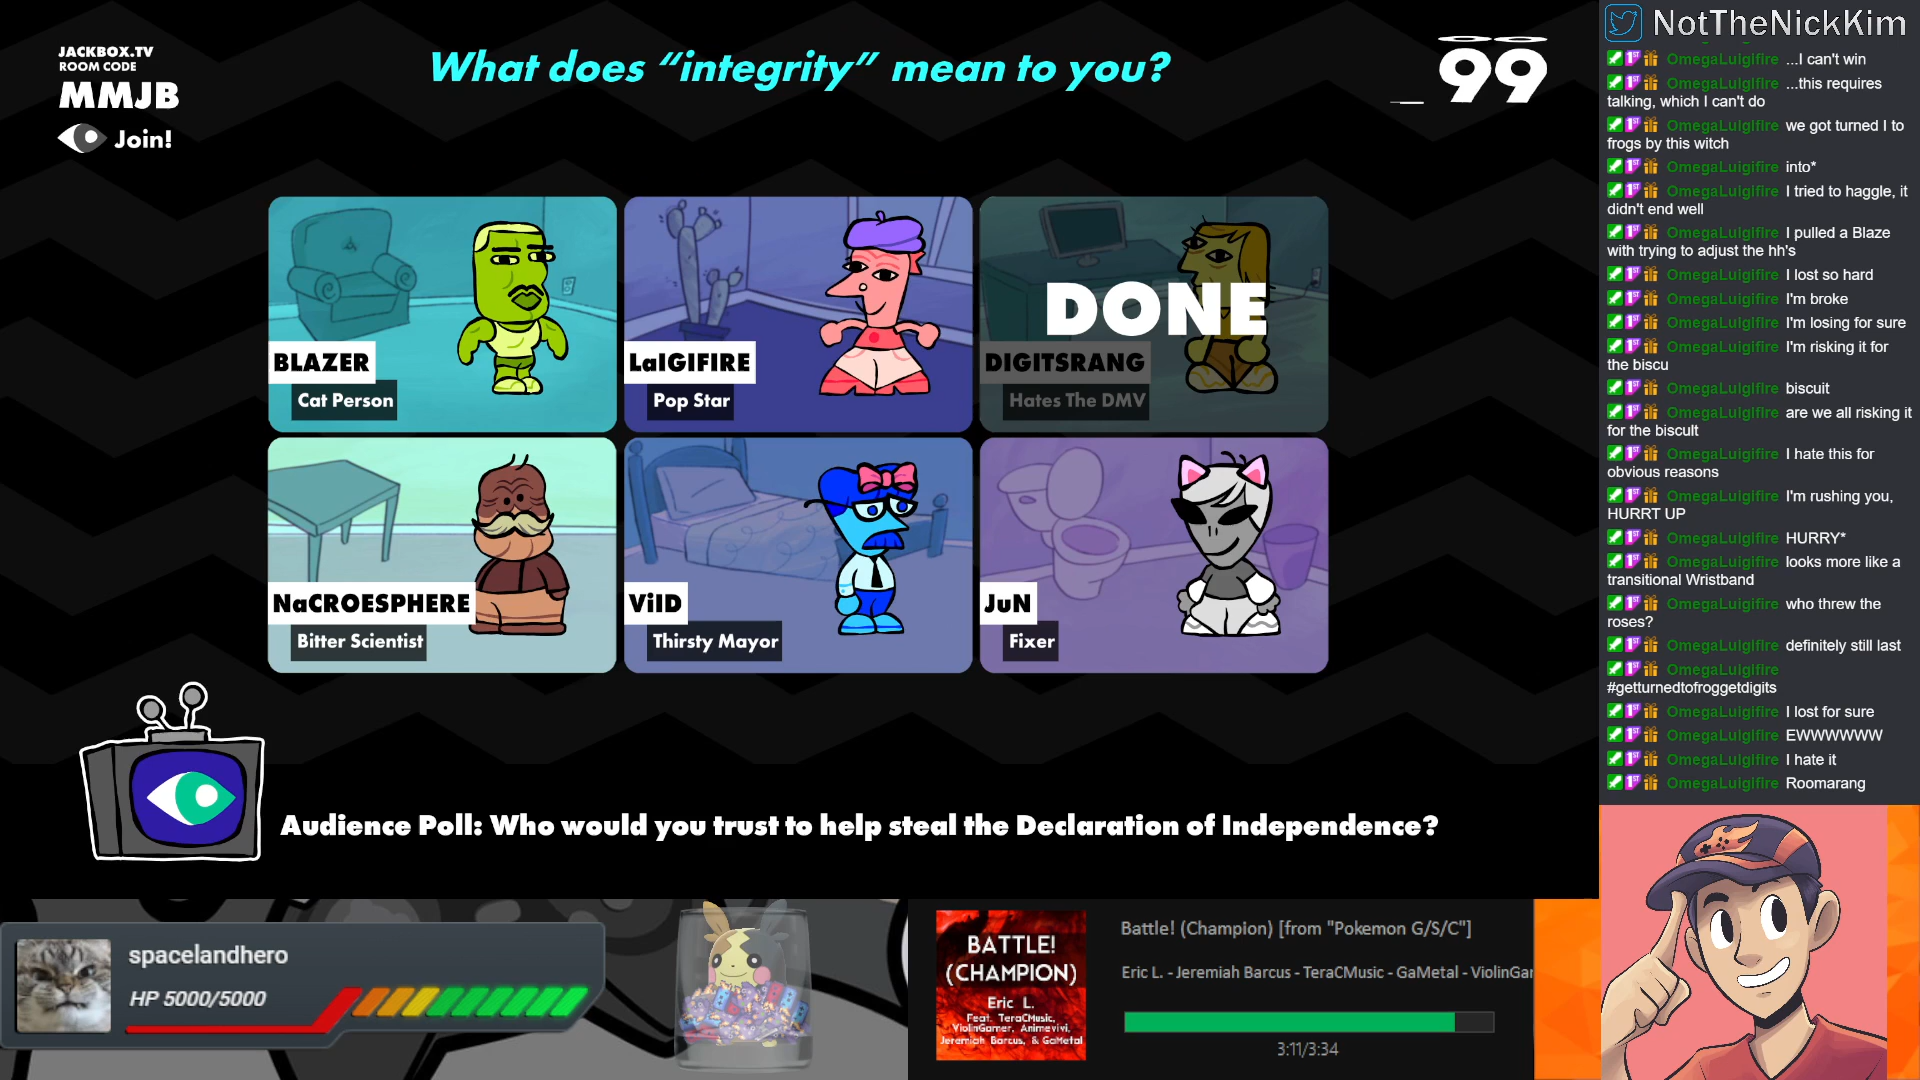 JACKBOX.TV
ROOM CODE
MMJB
Join!
What does “integrity” mean to you?
99
BLAZER
Cat Person
LaIGIFIRE
Pop Star
DONE
DIGITSRANG
Hates The DMV
NaCROESPHERE
Bitter Scientist
ViID
Thirsty Mayor
JuN
Fixer
Audience Poll: Who would you trust to help steal the Declaration of Independence?
NotTheNickKim
OmegaLuigifire ...I can't win
OmegaLuigifire ...this requires
talking, which I can't do
OmegaLuigifire we got turned I to
frogs by this witch
OmegaLuigifire into*
OmegaLuigifire I tried to haggle, it
didn't end well
OmegaLuigifire I pulled a Blaze
with trying to adjust the hh's
OmegaLuigifire I lost so hard
OmegaLuigifire I'm broke
OmegaLuigifire I'm losing for sure
OmegaLuigifire I'm risking it for
the biscu
OmegaLuigifire biscuit
OmegaLuigifire are we all risking it
for the biscult
OmegaLuigifire I hate this for
obvious reasons
OmegaLuigifire I'm rushing you,
HURRT UP
OmegaLuigifire HURRY*
OmegaLuigifire looks more like a
transitional Wristband
OmegaLuigifire who threw the
roses?
OmegaLuigifire definitely still last
OmegaLuigifire
#getturnedtofroggetdigits
OmegaLuigifire I lost for sure
OmegaLuigifire EWWWWWW
OmegaLuigifire I hate it
OmegaLuigifire Roomarang
spacelandhero
HP 5000/5000
BATTLE!
(CHAMPION)
Eric L.
Feat. TeraCMusic,
ViolinGamer, Animevivi,
Jeremiah Barcus, & GaMetal
Battle! (Champion) [from "Pokemon G/S/C"]
Eric L. - Jeremiah Barcus - TeraCMusic - GaMetal - ViolinGar
3:11/3:34